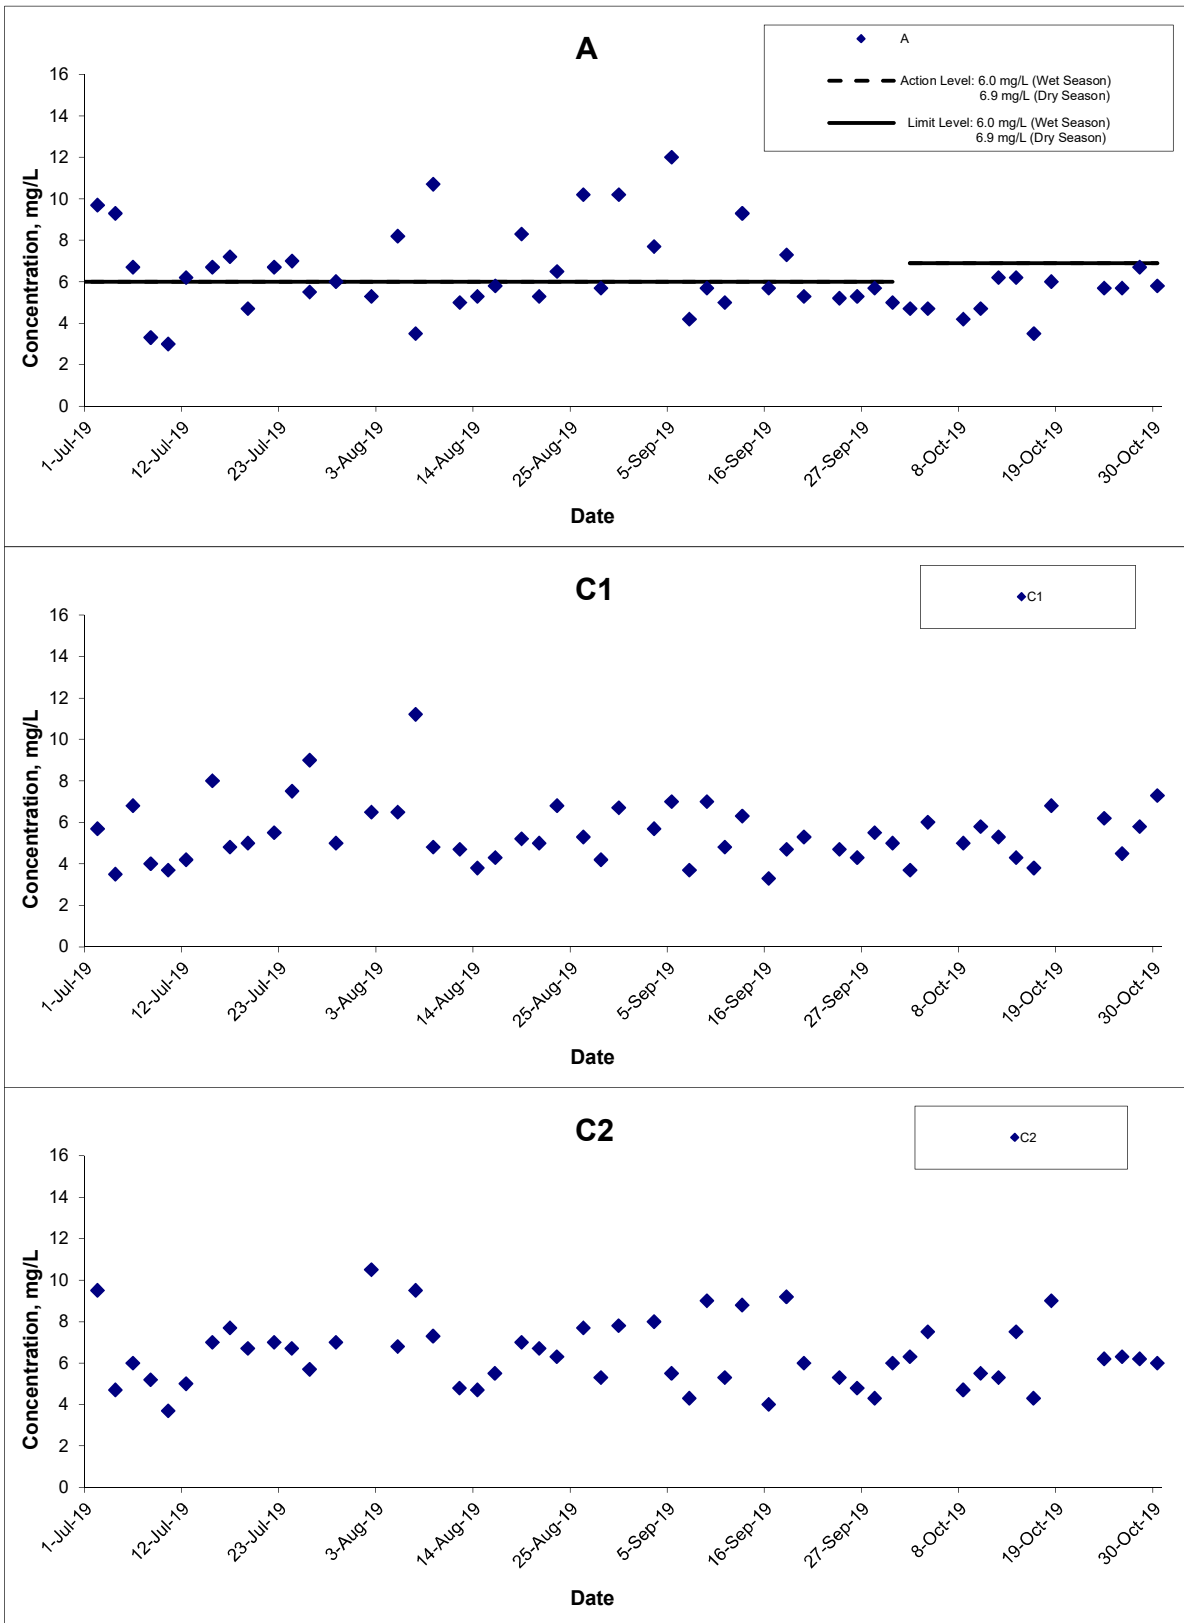 A
A
Action Level: 6.0 mg/L (Wet Season)
6.9 mg/L (Dry Season)
Limit Level: 6.0 mg/L (Wet Season)
6.9 mg/L (Dry Season)
Concentration, mg/L
16
14
12
10
8
6
4
2
0
1-Jul-19
12-Jul-19
23-Jul-19
3-Aug-19
14-Aug-19
25-Aug-19
5-Sep-19
16-Sep-19
27-Sep-19
8-Oct-19
19-Oct-19
30-Oct-19
Date
C1
C1
Concentration, mg/L
16
14
12
10
8
6
4
2
0
1-Jul-19
12-Jul-19
23-Jul-19
3-Aug-19
14-Aug-19
25-Aug-19
5-Sep-19
16-Sep-19
27-Sep-19
8-Oct-19
19-Oct-19
30-Oct-19
Date
C2
C2
Concentration, mg/L
16
14
12
10
8
6
4
2
0
1-Jul-19
12-Jul-19
23-Jul-19
3-Aug-19
14-Aug-19
25-Aug-19
5-Sep-19
16-Sep-19
27-Sep-19
8-Oct-19
19-Oct-19
30-Oct-19
Date